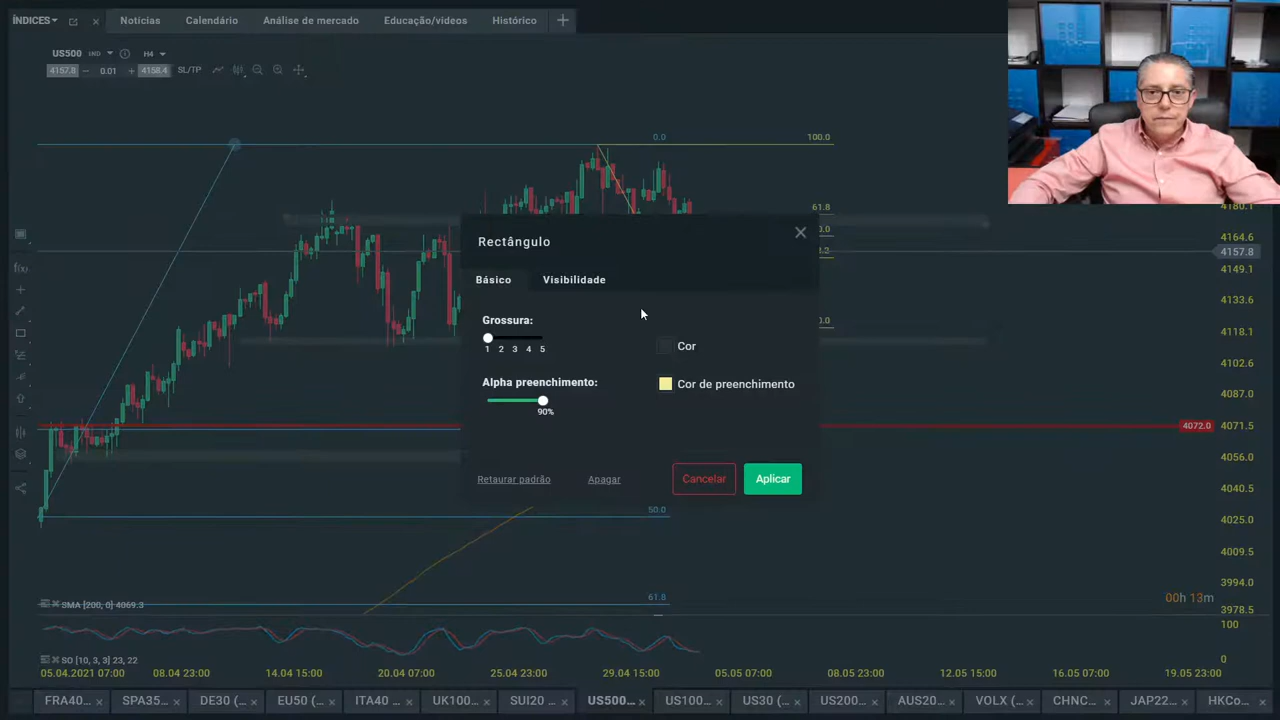 ÍNDICES
Notícias
Calendário
Análise de mercado
Educação/videos
Histórico
US500 IND
H4
4157.8 – 0.01 + 4158.4 SL/TP
0.0
100.0
61.8
4180.1
4164.6
4157.8
4149.1
4133.6
4118.1
4102.6
4087.0
4072.0
4071.5
4056.0
4040.5
4025.0
4009.5
3994.0
3978.5
Rectângulo
Básico Visibilidade
Grossura:
1 2 3 4 5
Cor
Alpha preenchimento:
90%
Cor de preenchimento
Retaurar padrão
Apagar
Cancelar
Aplicar
50.0
61.8
00h 13m
SMA [200, 0] 4069.3
100
0
SO [10, 3, 3] 23, 22
05.04.2021 07:00 08.04 23:00 14.04 15:00 20.04 07:00 25.04 23:00 29.04 15:00 05.05 07:00 08.05 23:00 12.05 15:00 16.05 07:00 19.05 23:00
FRA40... SPA35... DE30 (... EU50 (... ITA40 ... UK100... SUI20 ... US500... US100... US30 (... US200... AUS20... VOLX (... CHNC... JAP22... HKCo...